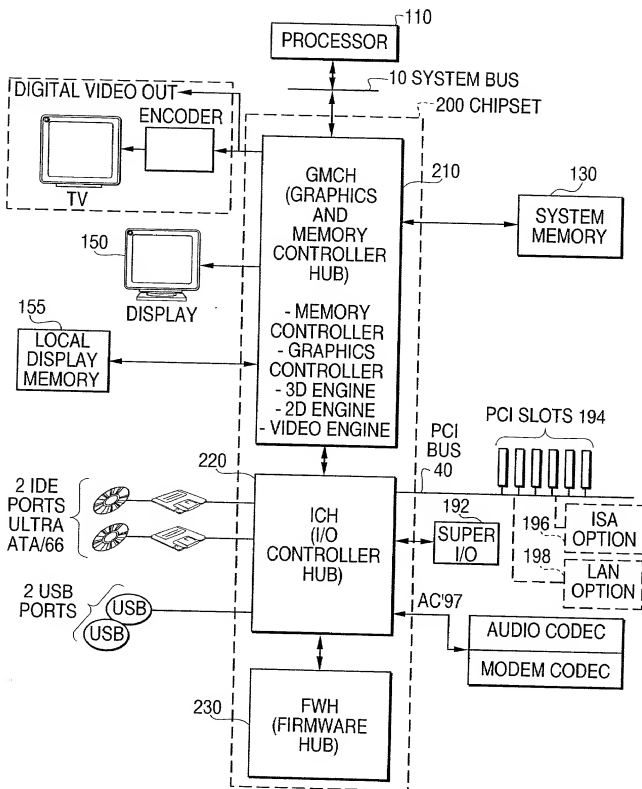 110
PROCESSOR
10 SYSTEM BUS
200 CHIPSET
DIGITAL VIDEO OUT
ENCODER
TV
210
GMCH
(GRAPHICS
AND
MEMORY
CONTROLLER
HUB)
- MEMORY
CONTROLLER
- GRAPHICS
CONTROLLER
- 3D ENGINE
- 2D ENGINE
- VIDEO ENGINE
130
SYSTEM
MEMORY
150
DISPLAY
155
LOCAL
DISPLAY
MEMORY
PCI SLOTS 194
PCI
BUS
40
220
2 IDE
PORTS
ULTRA
ATA/66
ICH
(I/O
CONTROLLER
HUB)
192
SUPER
I/O
196
ISA
OPTION
198
LAN
OPTION
2 USB
PORTS
USB
USB
AC'97
AUDIO CODEC
MODEM CODEC
230
FWH
(FIRMWARE
HUB)